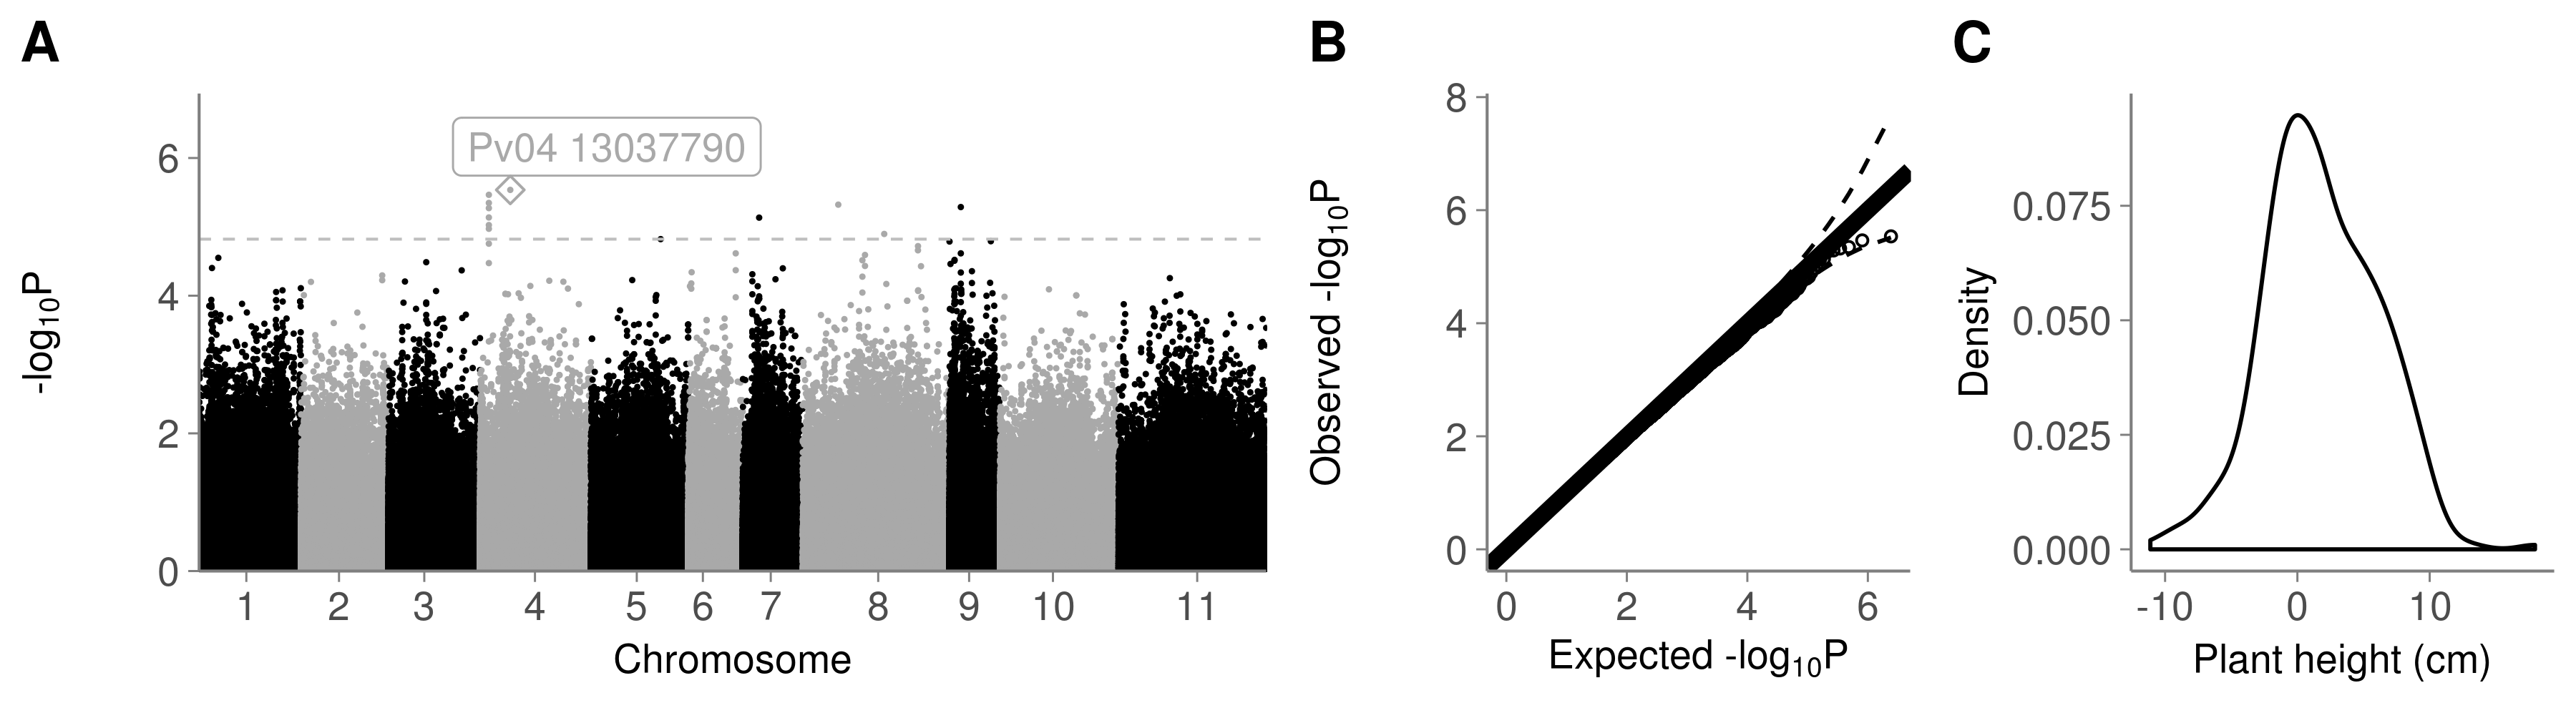 A
B
C
Pv04 13037790
6
4
2
0
-log10P
1 2 3 4 5 6 7 8 9 10 11
Chromosome
8
6
4
2
0
Observed -log10P
0 2 4 6
Expected -log10P
0.075
0.050
0.025
0.000
Density
-10 0 10
Plant height (cm)